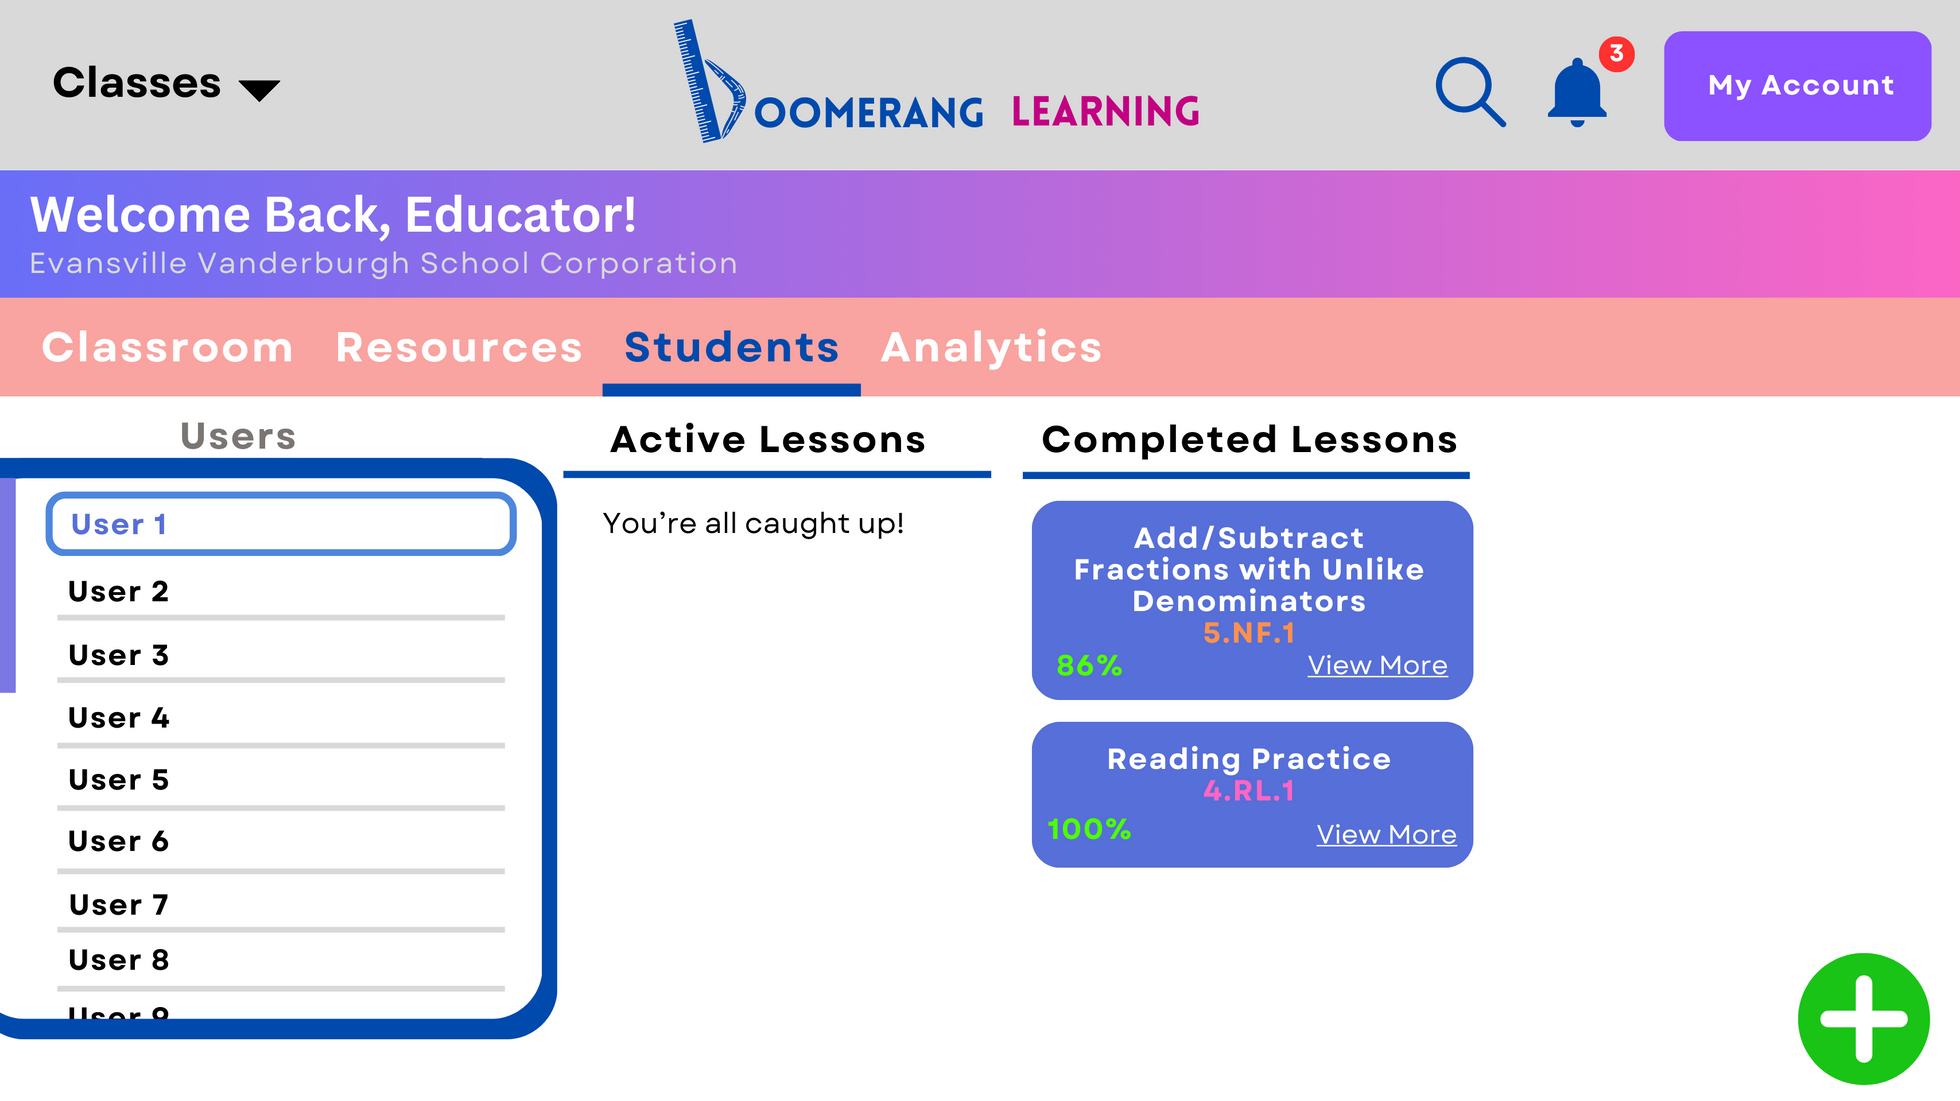 Classes
bOOMERANG LEARNING
3
My Account
Welcome Back, Educator!
Evansville Vanderburgh School Corporation
Classroom Resources Students Analytics
Users
User 1
User 2
User 3
User 4
User 5
User 6
User 7
User 8
User 9
Active Lessons
You’re all caught up!
Completed Lessons
Add/Subtract
Fractions with Unlike
Denominators
5.NF.1
86% View More
Reading Practice
4.RL.1
100% View More